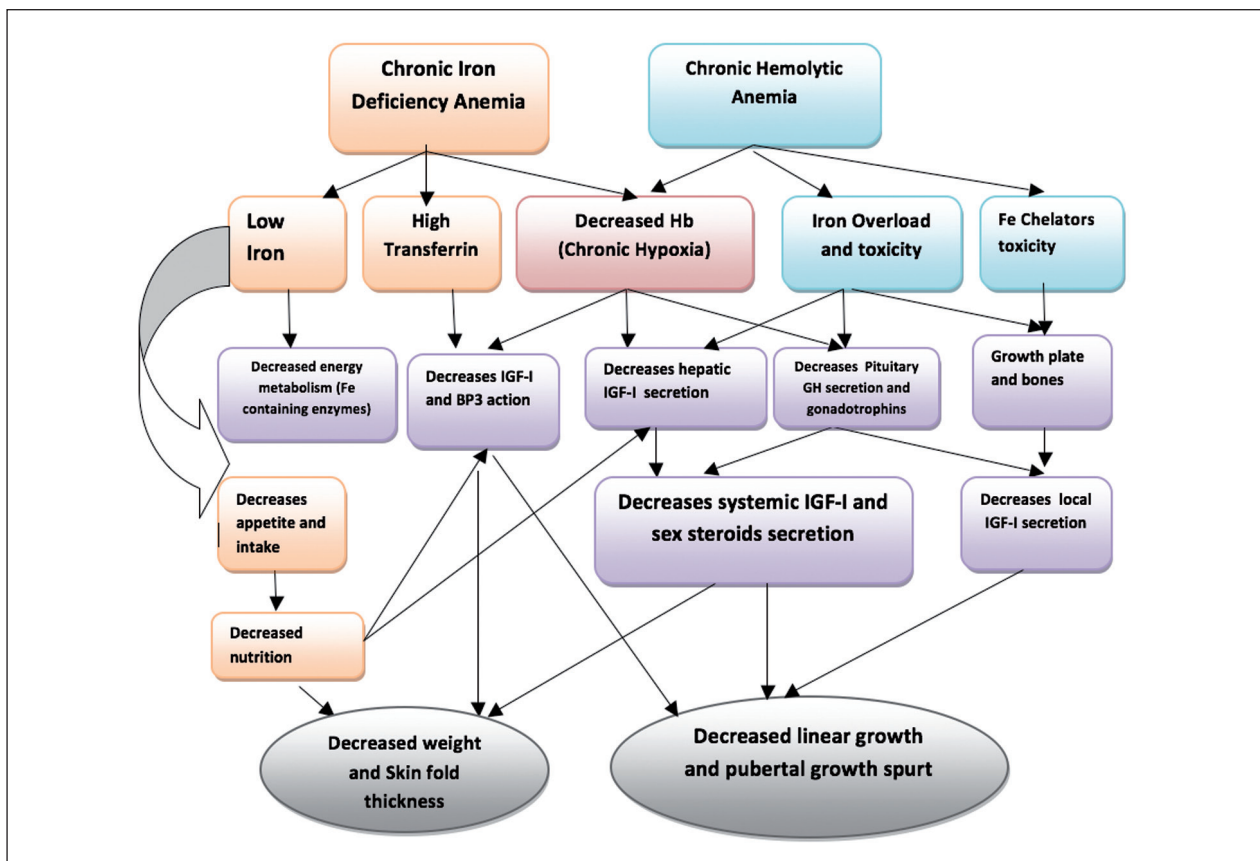 Chronic Iron
Deficiency Anemia
Chronic Hemolytic
Anemia
Low
Iron
High
Transferrin
Decreased Hb
(Chronic Hypoxia)
Iron Overload
and toxicity
Fe Chelators
toxicity
Decreased energy
metabolism (Fe
containing enzymes)
Decreases IGF-I
and BP3 action
Decreases hepatic
IGF-I secretion
Decreases Pituitary
GH secretion and
gonadotrophins
Growth plate
and bones
Decreases
appetite and
intake
Decreases systemic IGF-I and
sex steroids secretion
Decreases local
IGF-I secretion
Decreased
nutrition
Decreased weight
and Skin fold
thickness
Decreased linear growth
and pubertal growth spurt